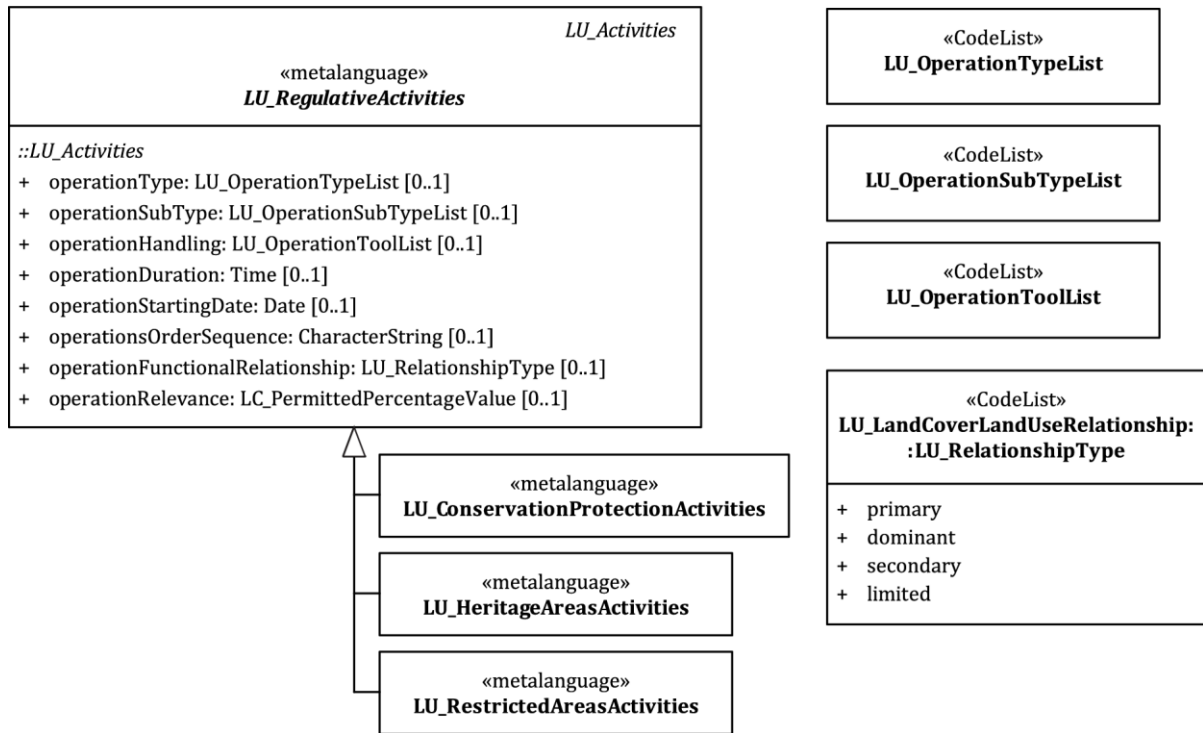 LU_Activities
«metalanguage»
LU_RegulativeActivities
::LU_Activities
+ operationType: LU_OperationTypeList [0..1]
+ operationSubType: LU_OperationSubTypeList [0..1]
+ operationHandling: LU_OperationToolList [0..1]
+ operationDuration: Time [0..1]
+ operationStartingDate: Date [0..1]
+ operationsOrderSequence: CharacterString [0..1]
+ operationFunctionalRelationship: LU_RelationshipType [0..1]
+ operationRelevance: LC_PermittedPercentageValue [0..1]
«metalanguage»
LU_ConservationProtectionActivities
«metalanguage»
LU_HeritageAreasActivities
«metalanguage»
LU_RestrictedAreasActivities
«CodeList»
LU_OperationTypeList
«CodeList»
LU_OperationSubTypeList
«CodeList»
LU_OperationToolList
«CodeList»
LU_LandCoverLandUseRelationship:
:LU_RelationshipType
+ primary
+ dominant
+ secondary
+ limited